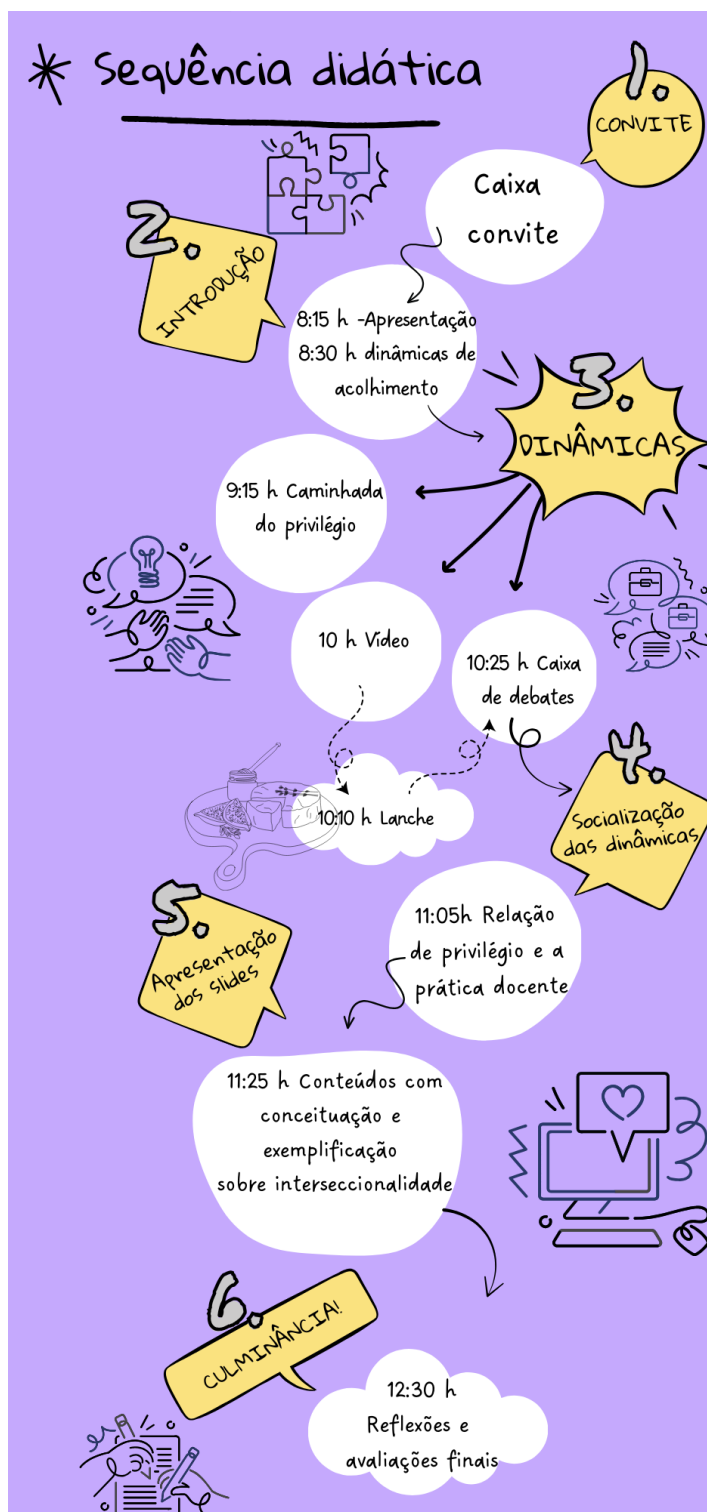 * Sequência didática
1.
CONVITE
Caixa
convite
2.
INTRODUÇÃO
8:15 h -Apresentação
8:30 h dinâmicas de
acolhimento
3.
DINÂMICAS
9:15 h Caminhada
do privilégio
10 h Vídeo
10:25 h Caixa
de debates
10:10 h Lanche
4.
Socialização
das dinâmicas
11:05h Relação
de privilégio e a
prática docente
5.
Apresentação
dos slides
11:25 h Conteúdos com
conceituação e
exemplificação
sobre interseccionalidade
6.
CULMINÂNCIA!
12:30 h
Reflexões e
avaliações finais